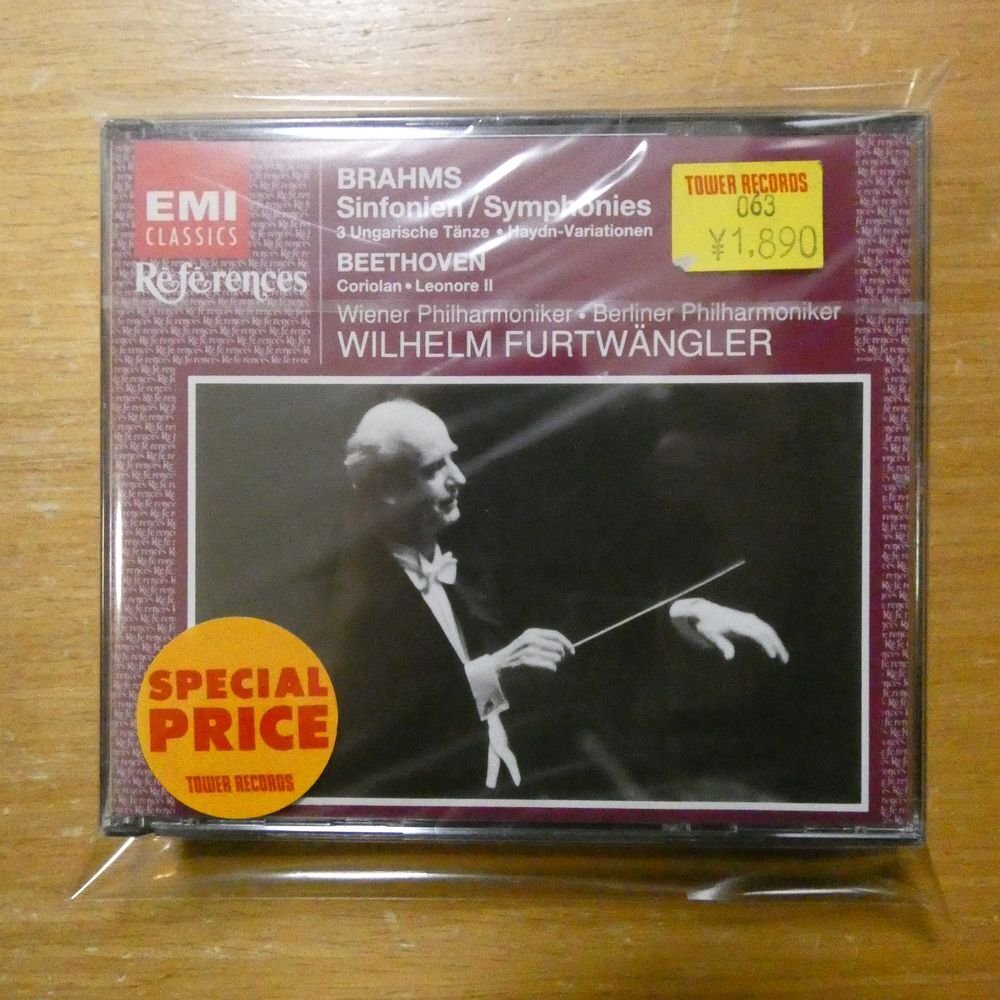 EMI
CLASSICS
Références
BRAHMS
Sinfonien/Symphonies
3 Ungarische Tänze • Haydn-Variationen
BEETHOVEN
Coriolan • Leonore II
Wiener Philharmoniker • Berliner Philharmoniker
WILHELM FURTWÄNGLER
TOWER RECORDS
063
¥1,890
SPECIAL
PRICE
TOWER RECORDS